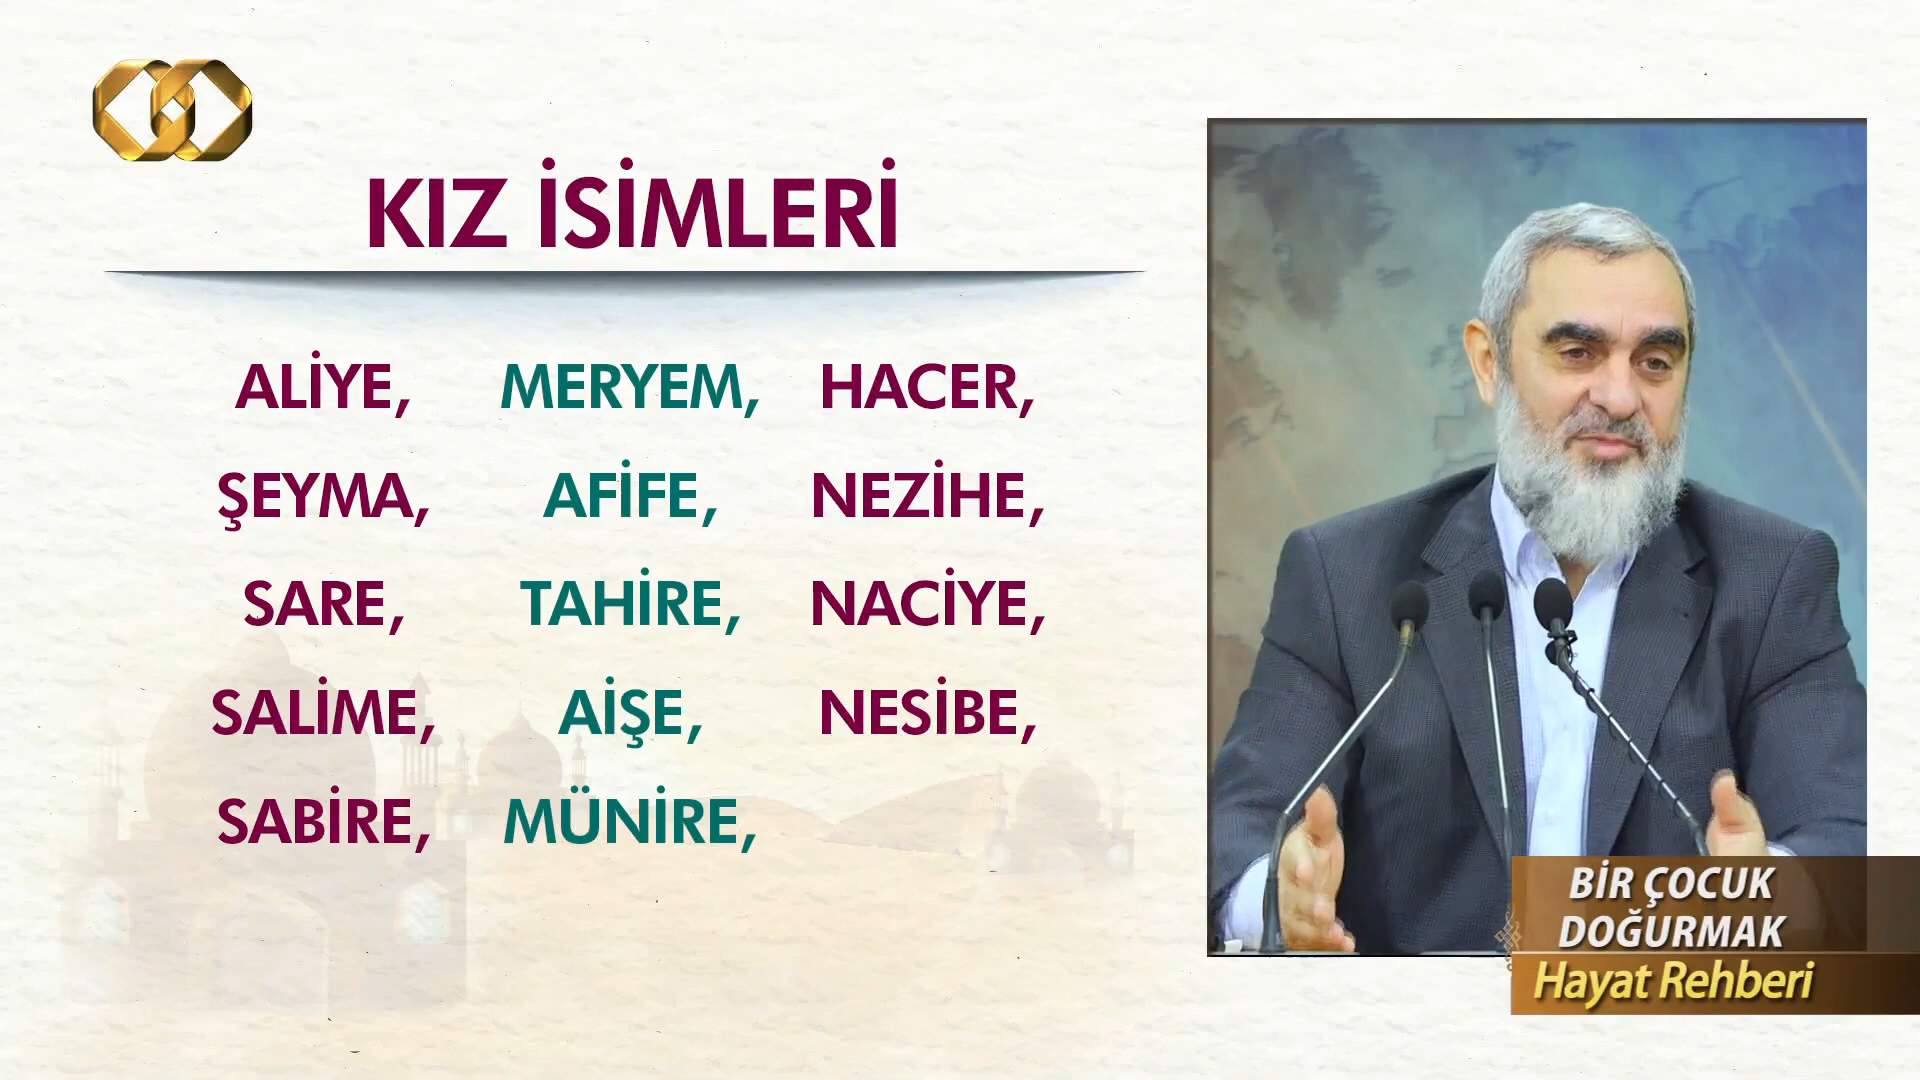 KIZ İSİMLERİ
ALİYE, MERYEM, HACER,
ŞEYMA, AFİFE, NEZİHE,
SARE, TAHİRE, NACİYE,
SALİME, AİŞE, NESİBE,
SABİRE, MÜNİRE,
BİR ÇOCUK
DOĞURMAK
Hayat Rehberi